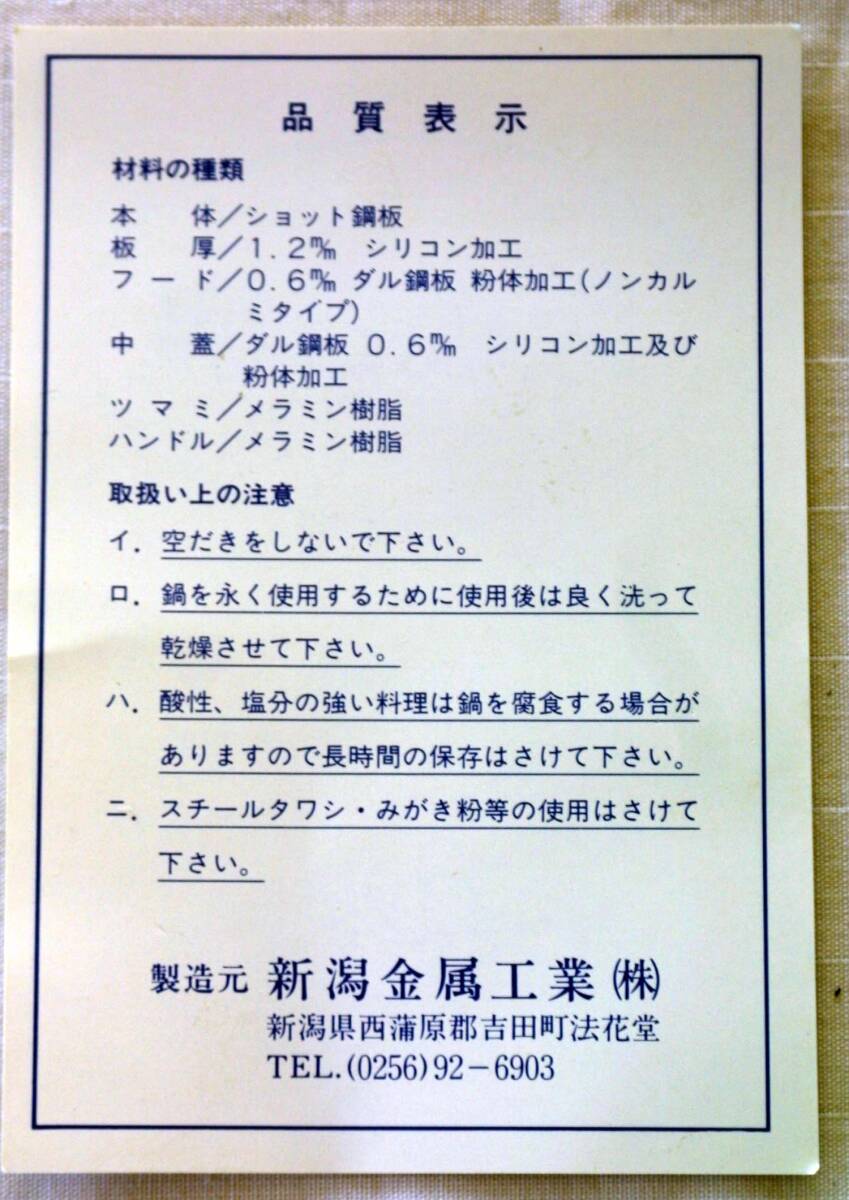 品質表示
材料の種類
本体／ショット鋼板
板厚／1.2㎜ シリコン加工
フード／0.6㎜ ダル鋼板 粉体加工(ノンカル
ミタイプ)
中蓋／ダル鋼板 0.6㎜ シリコン加工及び
粉体加工
ツマミ／メラミン樹脂
ハンドル／メラミン樹脂
取扱い上の注意
イ. 空だきをしないで下さい。
ロ. 鍋を永く使用するために使用後は良く洗って
乾燥させて下さい。
ハ. 酸性、塩分の強い料理は鍋を腐食する場合が
ありますので長時間の保存はさけて下さい。
ニ. スチールタワシ・みがき粉等の使用はさけて
下さい。
製造元 新潟金属工業㈱
新潟県西蒲原郡吉田町法花堂
TEL.(0256)92-6903